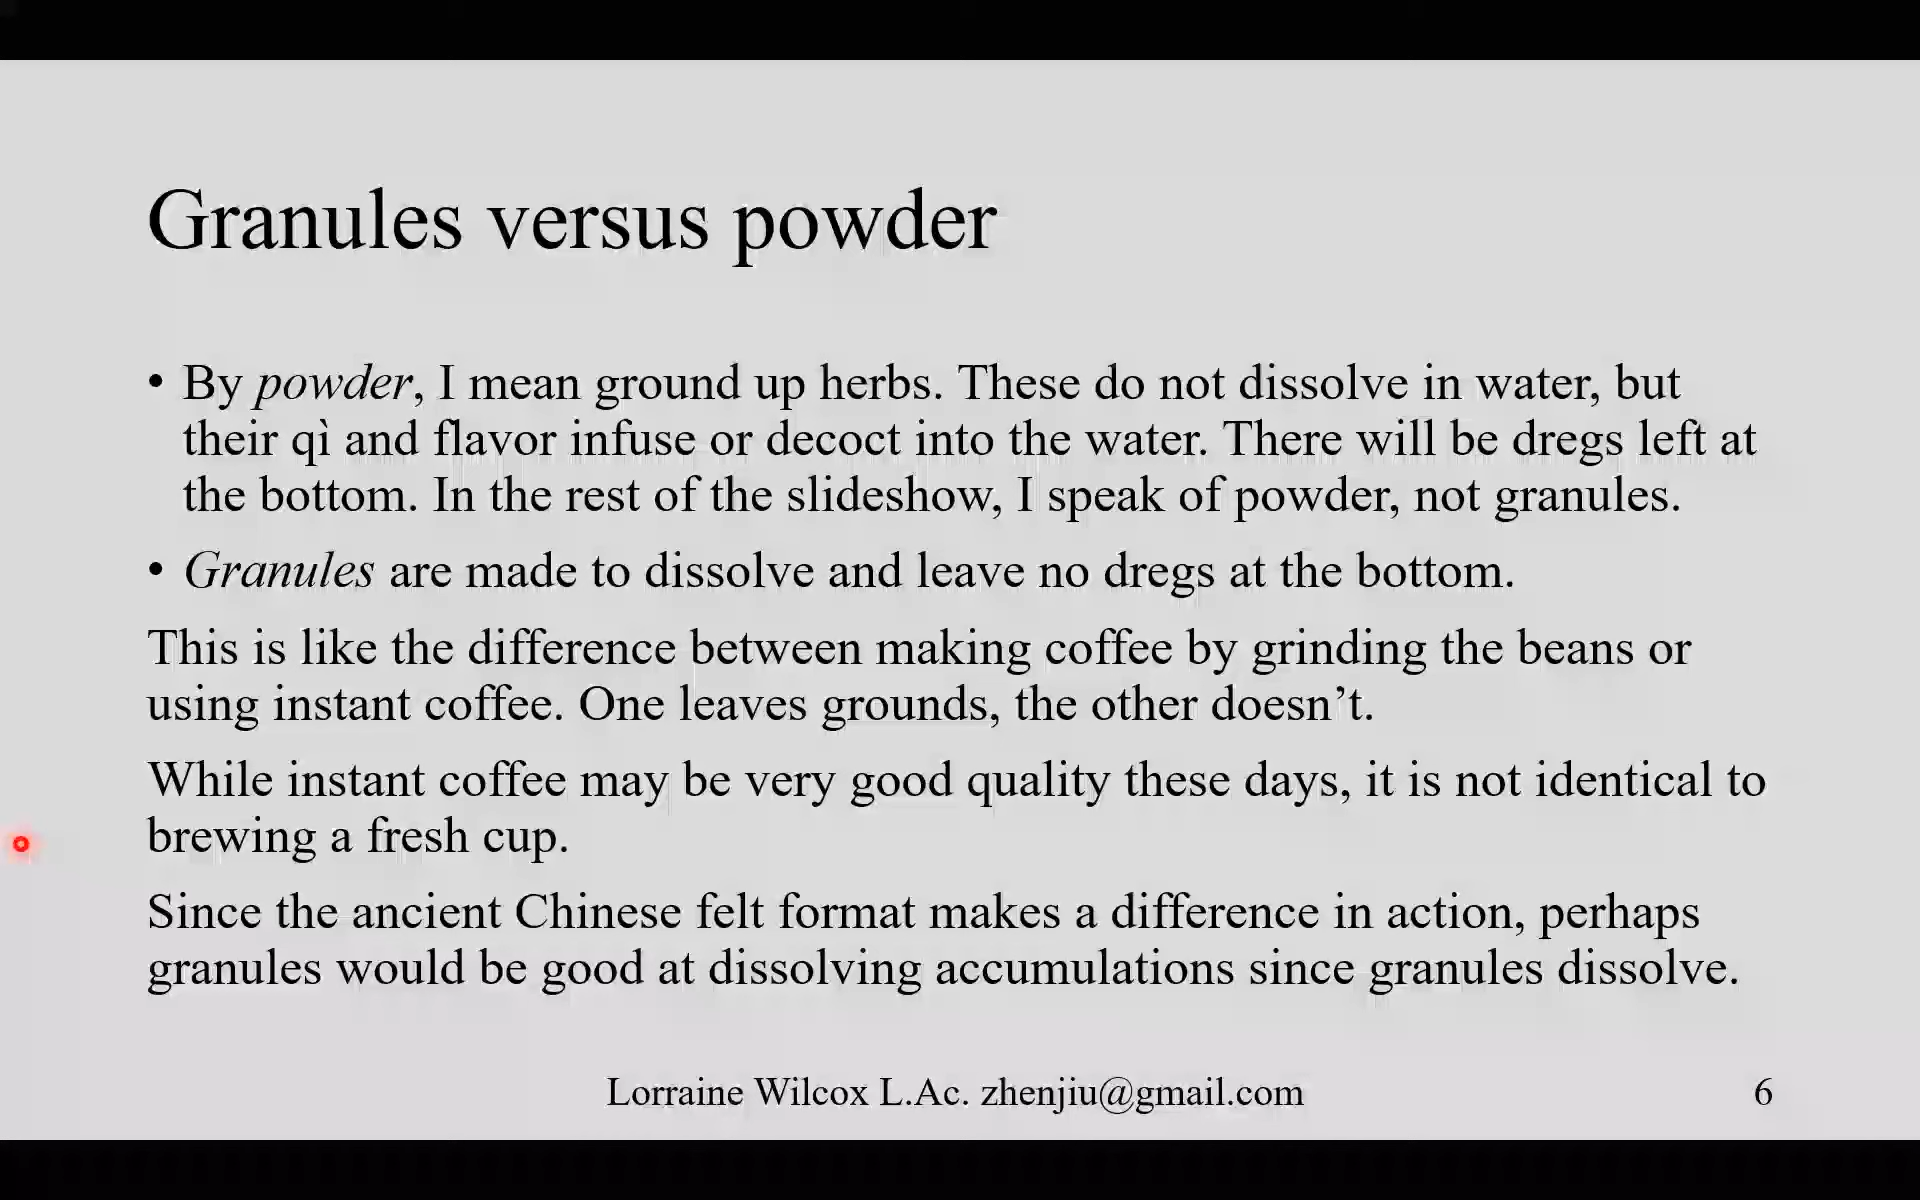 Granules versus powder
• By powder, I mean ground up herbs. These do not dissolve in water, but
their qì and flavor infuse or decoct into the water. There will be dregs left at
the bottom. In the rest of the slideshow, I speak of powder, not granules.
• Granules are made to dissolve and leave no dregs at the bottom.
This is like the difference between making coffee by grinding the beans or
using instant coffee. One leaves grounds, the other doesn’t.
While instant coffee may be very good quality these days, it is not identical to
brewing a fresh cup.
Since the ancient Chinese felt format makes a difference in action, perhaps
granules would be good at dissolving accumulations since granules dissolve.
Lorraine Wilcox L.Ac. zhenjiu@gmail.com
6